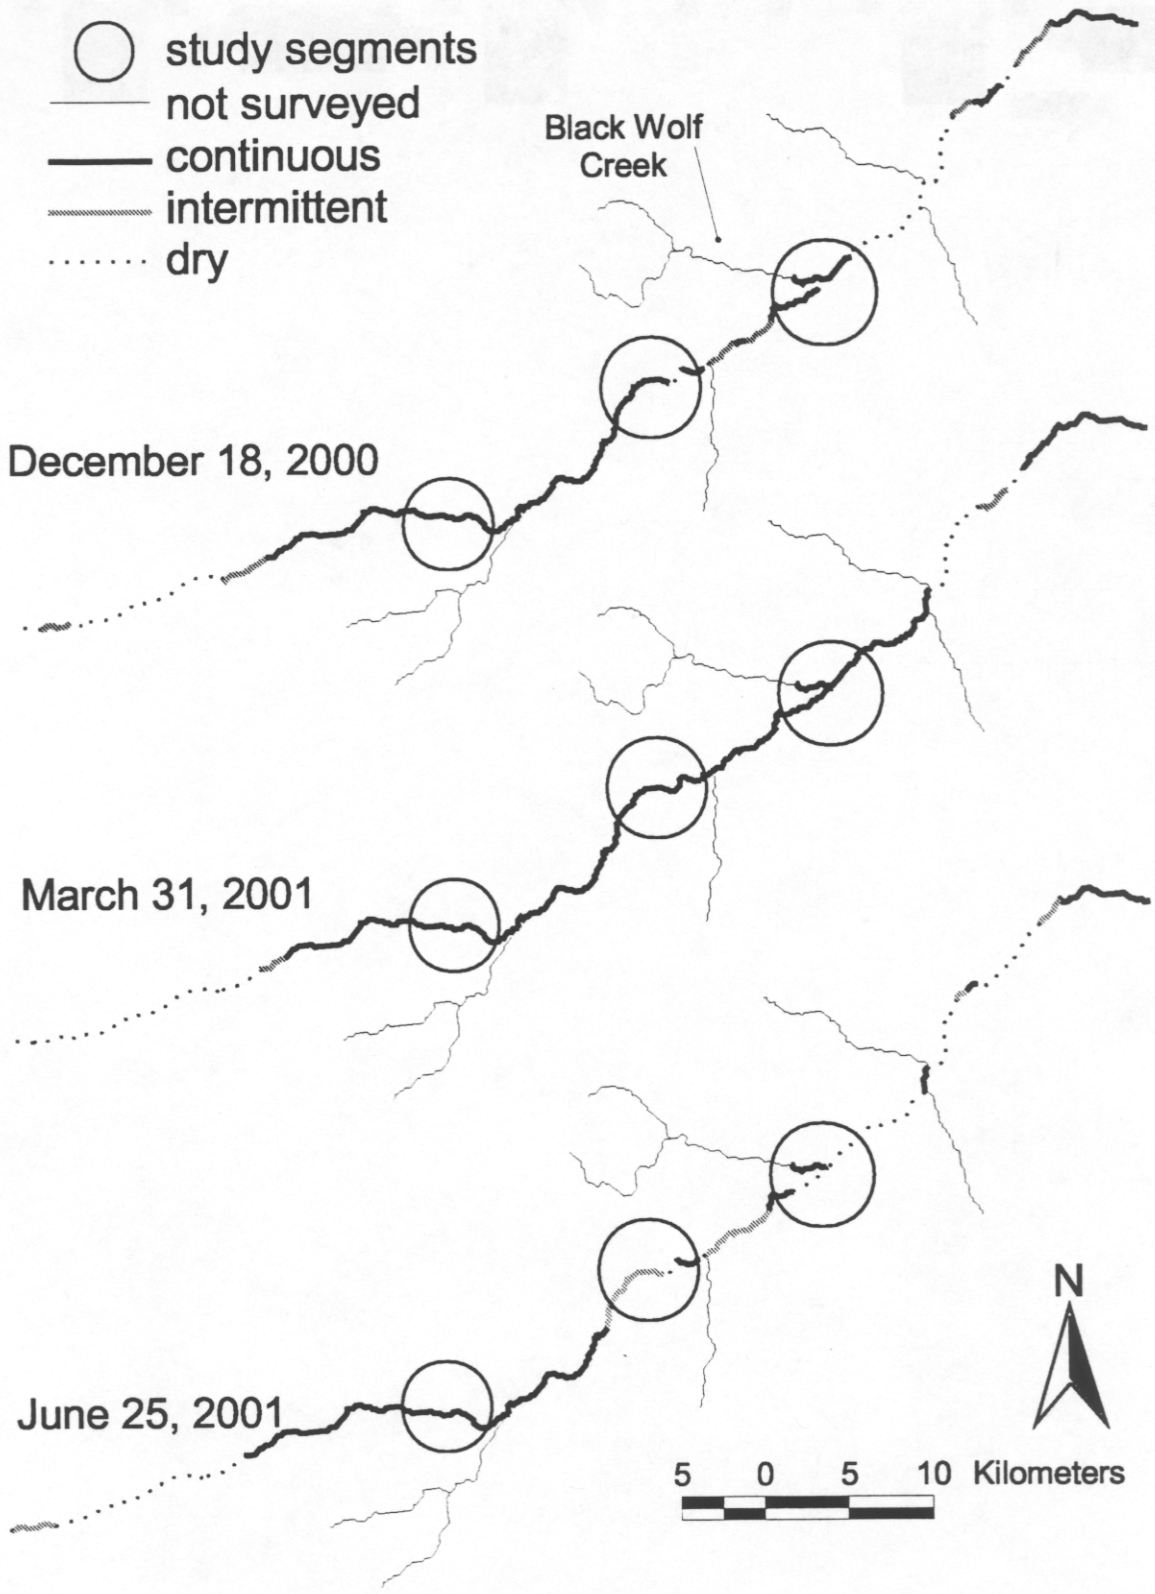 study segments
not surveyed
continuous
intermittent
dry
Black Wolf
Creek
December 18, 2000
March 31, 2001
June 25, 2001
N
5 0 5 10 Kilometers